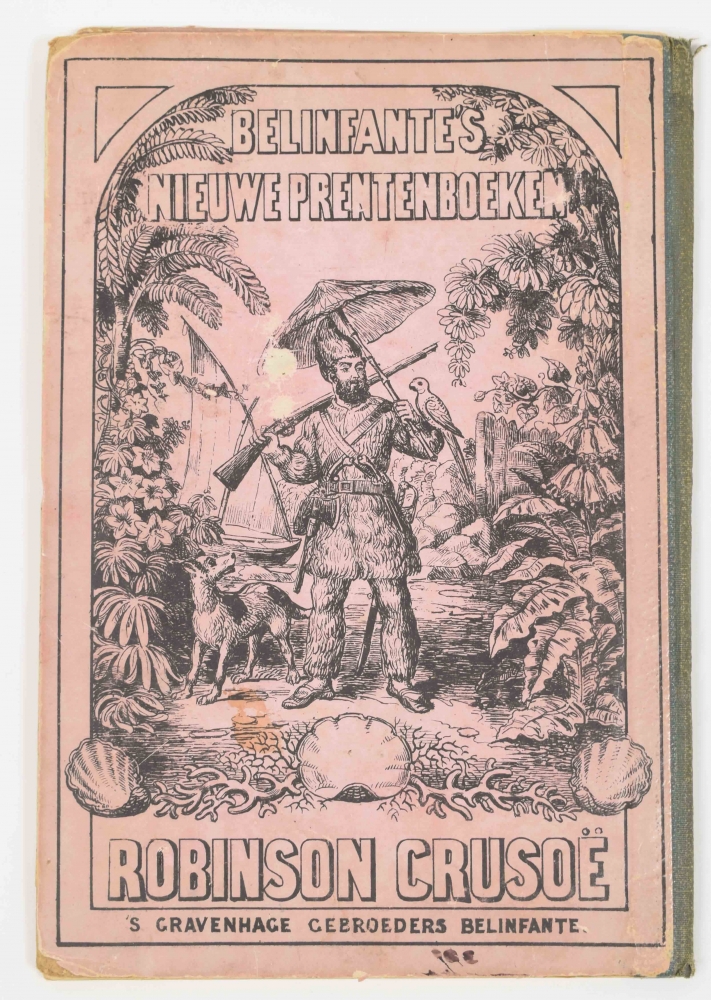 BELINFANTE'S
NIEUWE PRENTENBOEKEN
ROBINSON CRUSOË
'S GRAVENHAGE GEBROEDERS BELINFANTE.